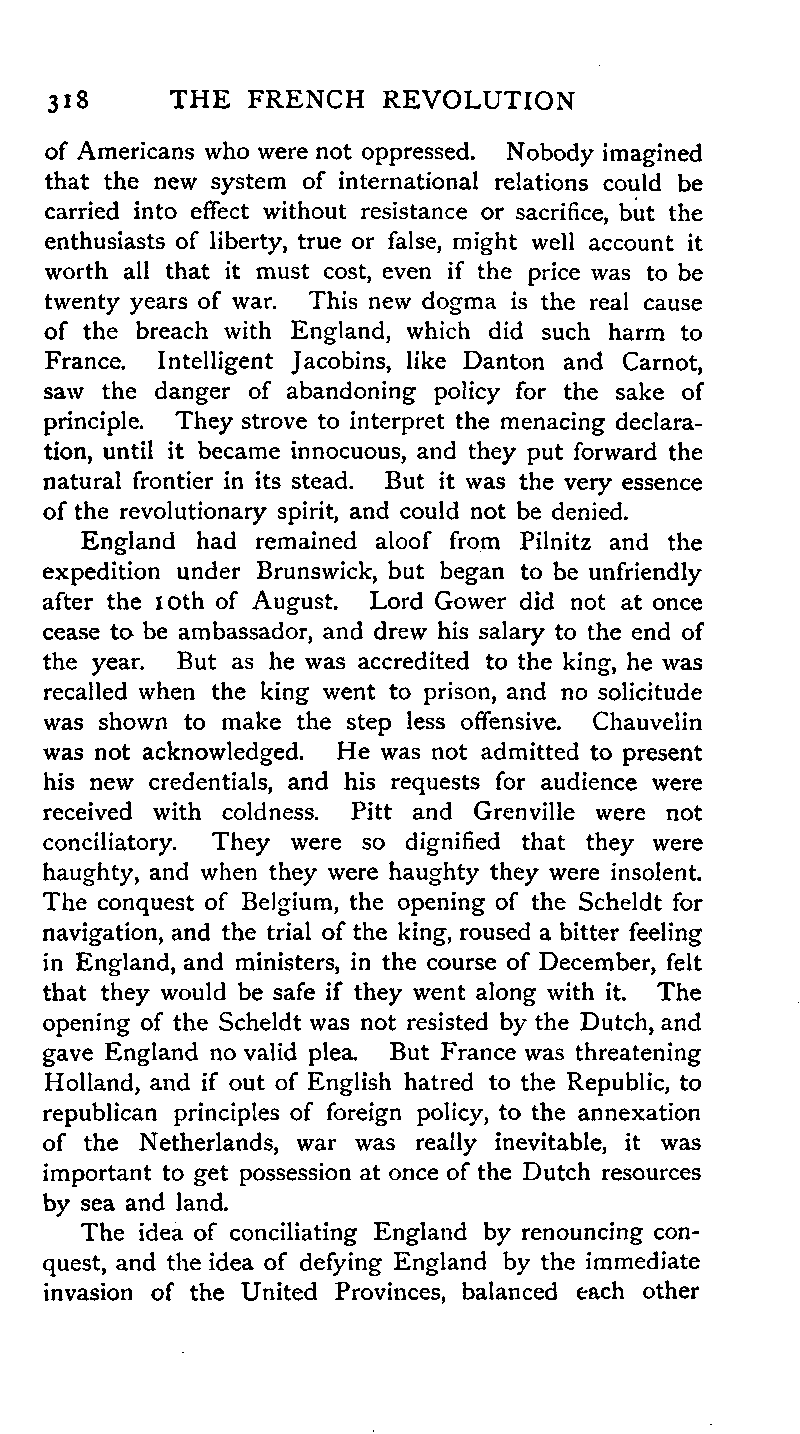 318 THE FRENCH REVOLUTION
of Americans who were not oppressed. Nobody imagined
that the new system of international relations could be
carried into effect without resistance or sacrifice, but the
enthusiasts of liberty, true or false, might well account it
worth all that it must cost, even if the price was to be
twenty years of war. This new dogma is the real cause
of the breach with England, which did such harm to
France. Intelligent Jacobins, like Danton and Carnot,
saw the danger of abandoning policy for the sake of
principle. They strove to interpret the menacing declara-
tion, until it became innocuous, and they put forward the
natural frontier in its stead. But it was the very essence
of the revolutionary spirit, and could not be denied.
England had remained aloof from Pilnitz and the
expedition under Brunswick, but began to be unfriendly
after the 10th of August. Lord Gower did not at once
cease to be ambassador, and drew his salary to the end of
the year. But as he was accredited to the king, he was
recalled when the king went to prison, and no solicitude
was shown to make the step less offensive. Chauvelin
was not acknowledged. He was not admitted to present
his new credentials, and his requests for audience were
received with coldness. Pitt and Grenville were not
conciliatory. They were so dignified that they were
haughty, and when they were haughty they were insolent.
The conquest of Belgium, the opening of the Scheldt for
navigation, and the trial of the king, roused a bitter feeling
in England, and ministers, in the course of December, felt
that they would be safe if they went along with it. The
opening of the Scheldt was not resisted by the Dutch, and
gave England no valid plea. But France was threatening
Holland, and if out of English hatred to the Republic, to
republican principles of foreign policy, to the annexation
of the Netherlands, war was really inevitable, it was
important to get possession at once of the Dutch resources
by sea and land.
The idea of conciliating England by renouncing con-
quest, and the idea of defying England by the immediate
invasion of the United Provinces, balanced each other